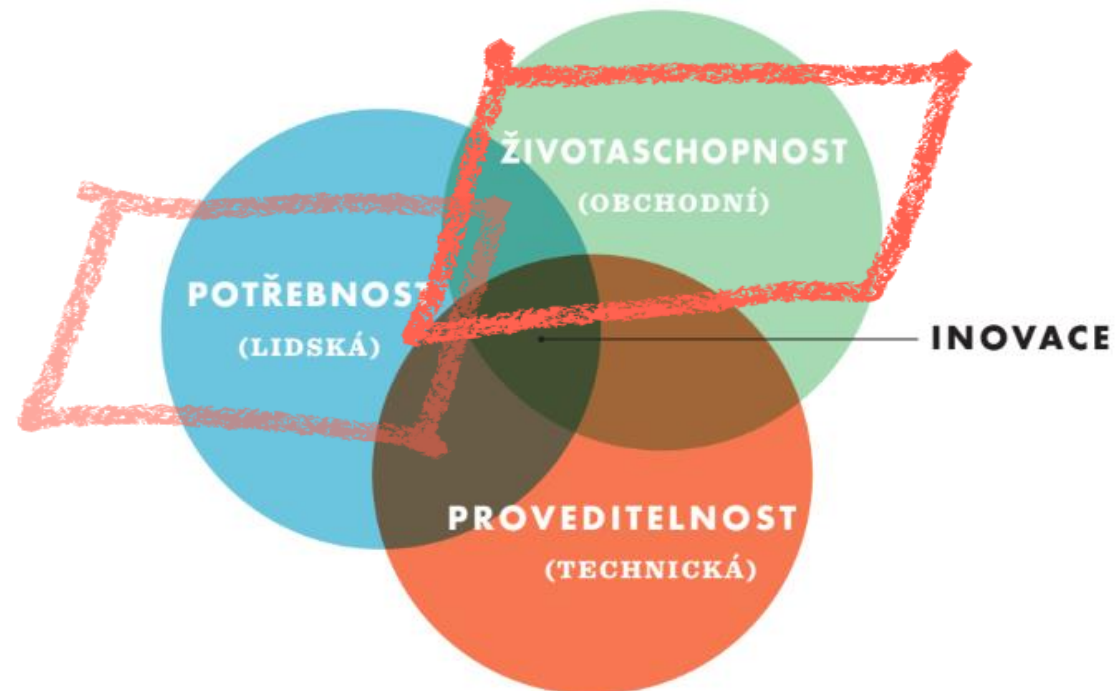 ŽIVOTASCHOPNOST
(OBCHODNÍ)
POTŘEBNOST
(LIDSKÁ)
INOVACE
PROVEDITELNOST
(TECHNICKÁ)